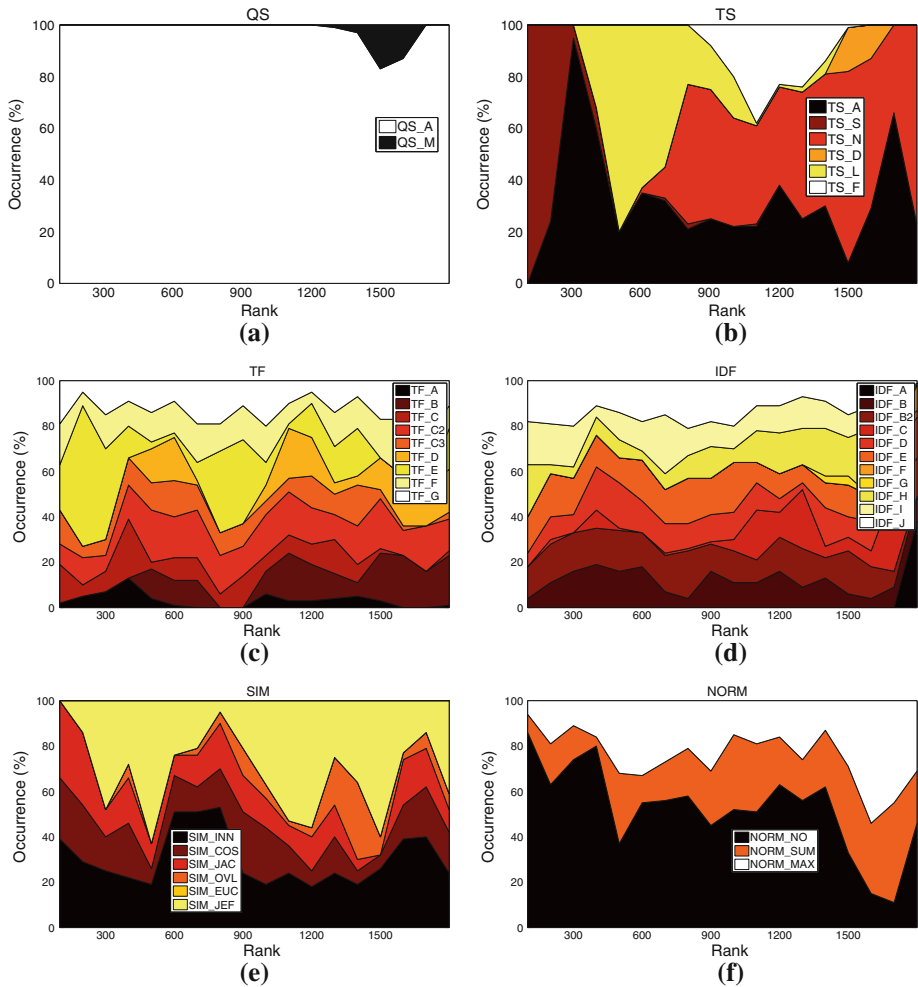 QS
Occurrence (%)
100
80
60
40
20
0
QS_A
QS_M
300 600 900 1200 1500
Rank
(a)
TS
Occurrence (%)
100
80
60
40
20
0
TS_A
TS_S
TS_N
TS_D
TS_L
TS_F
300 600 900 1200 1500
Rank
(b)
TF
Occurrence (%)
100
80
60
40
20
0
TF_A
TF_B
TF_C
TF_C2
TF_C3
TF_D
TF_E
TF_F
TF_G
300 600 900 1200 1500
Rank
(c)
IDF
Occurrence (%)
100
80
60
40
20
0
IDF_A
IDF_B
IDF_B2
IDF_C
IDF_D
IDF_E
IDF_F
IDF_G
IDF_H
IDF_I
IDF_J
300 600 900 1200 1500
Rank
(d)
SIM
Occurrence (%)
100
80
60
40
20
0
SIM_INN
SIM_COS
SIM_JAC
SIM_OVL
SIM_EUC
SIM_JEF
300 600 900 1200 1500
Rank
(e)
NORM
Occurrence (%)
100
80
60
40
20
0
NORM_NO
NORM_SUM
NORM_MAX
300 600 900 1200 1500
Rank
(f)